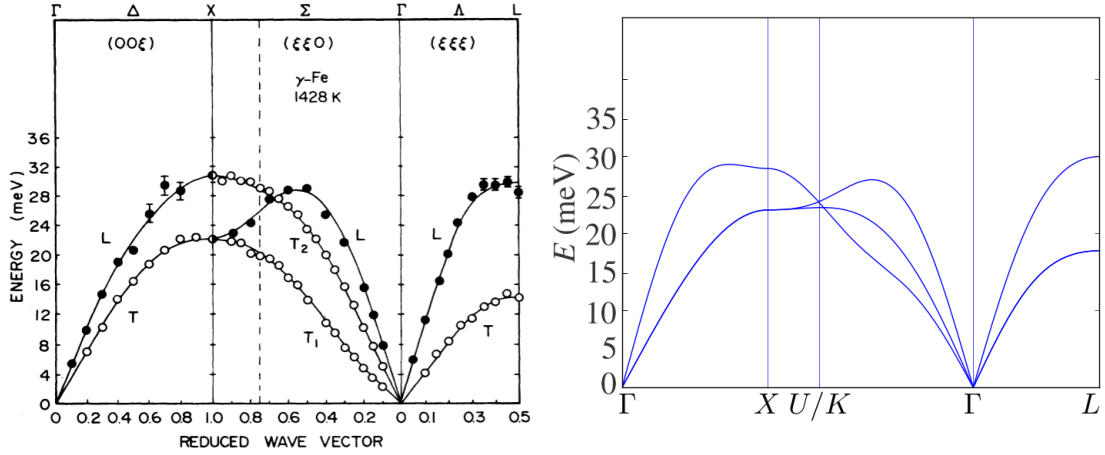 Γ Δ X Σ Γ Λ L
(00ξ) (ξξ0) (ξξξ)
γ-Fe
1428 K
ENERGY (meV)
36
32
28
24
20
16
12
8
4
0
L
T
T₂
T₁
L
L
T
0 0.2 0.4 0.6 0.8 1.0 0.8 0.6 0.4 0.2 0 0.1 0.2 0.3 0.4 0.5
REDUCED WAVE VECTOR
E (meV)
35
30
25
20
15
10
5
0
Γ X U/K Γ L